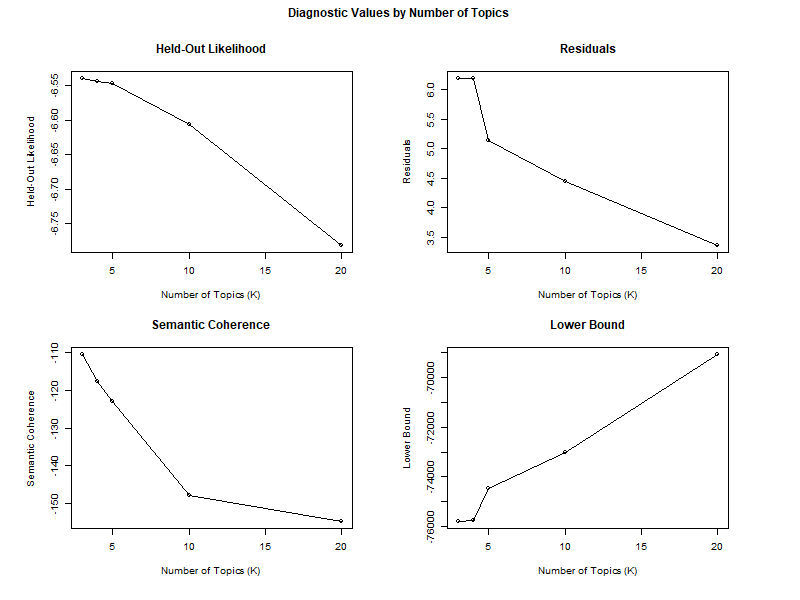 Diagnostic Values by Number of Topics
Held-Out Likelihood
Held-Out Likelihood
-6.55
-6.60
-6.65
-6.70
-6.75
5 10 15 20
Number of Topics (K)
Residuals
Residuals
6.0
5.5
5.0
4.5
4.0
3.5
5 10 15 20
Number of Topics (K)
Semantic Coherence
Semantic Coherence
-110
-120
-130
-140
-150
5 10 15 20
Number of Topics (K)
Lower Bound
Lower Bound
-70000
-72000
-74000
-76000
5 10 15 20
Number of Topics (K)